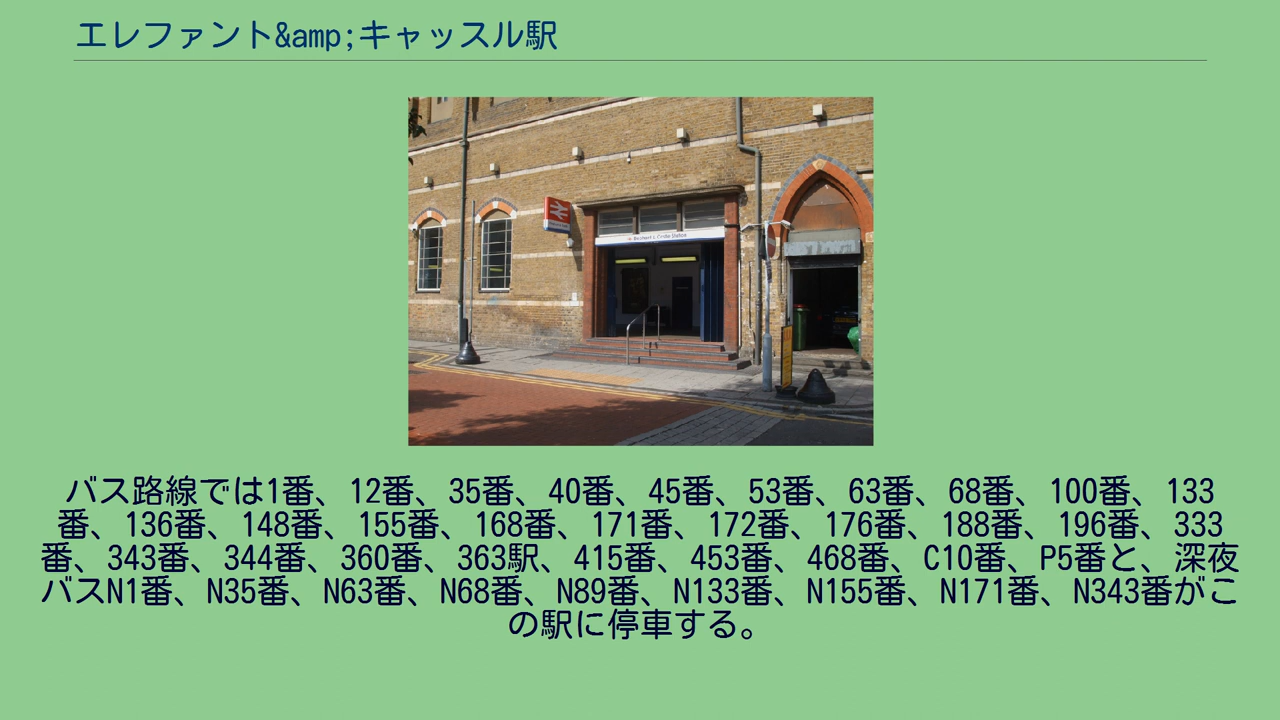 エレファント&amp;キャッスル駅
Elephant & Castle Station
バス路線では1番、12番、35番、40番、45番、53番、63番、68番、100番、133
番、136番、148番、155番、168番、171番、172番、176番、188番、196番、333
番、343番、344番、360番、363駅、415番、453番、468番、C10番、P5番と、深夜
バスN1番、N35番、N63番、N68番、N89番、N133番、N155番、N171番、N343番がこ
の駅に停車する。